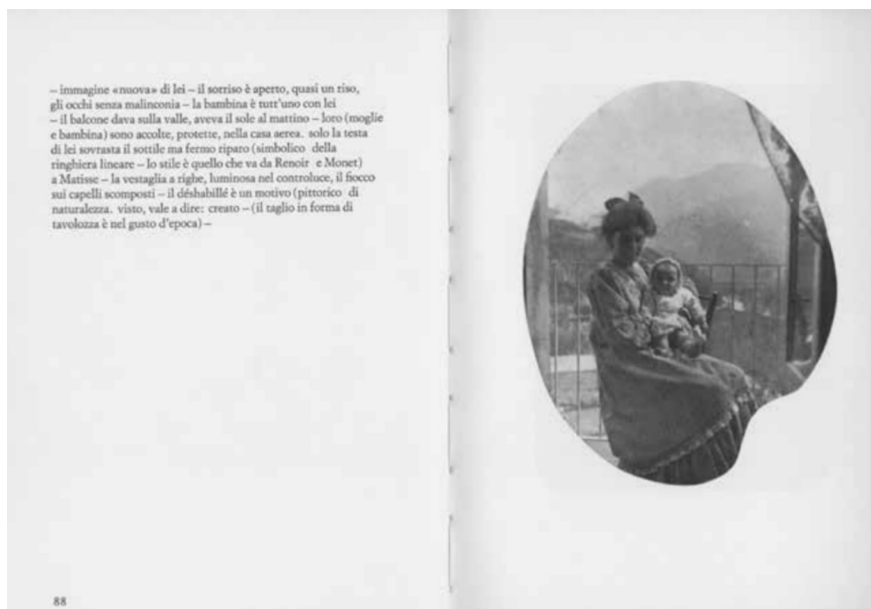 – immagine «nuova» di lei – il sorriso è aperto, quasi un riso,
gli occhi senza malinconia – la bambina è tutt'uno con lei
– il balcone dava sulla valle, aveva il sole al mattino – loro (moglie
e bambina) sono accolte, protette, nella casa aerea. solo la testa
di lei sovrasta il sottile ma fermo riparo (simbolico della
ringhiera lineare – lo stile è quello che va da Renoir e Monet)
a Matisse – la vestaglia a righe, luminosa nel controluce, il fiocco
sui capelli scomposti – il déshabillé è un motivo (pittorico di
naturalezza. visto, vale a dire: creato – (il taglio in forma di
tavolozza è nel gusto d'epoca) –
88